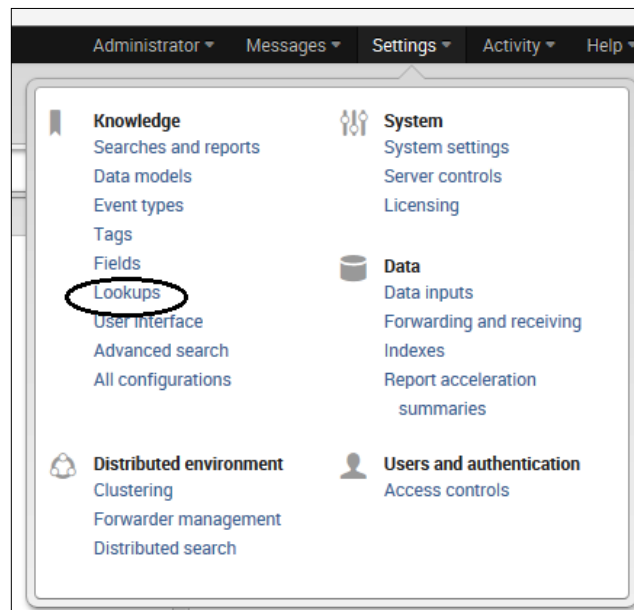 Administrator Messages Settings Activity Help
Knowledge
Searches and reports
Data models
Event types
Tags
Fields
Lookups
User interface
Advanced search
All configurations
System
System settings
Server controls
Licensing
Data
Data inputs
Forwarding and receiving
Indexes
Report acceleration
summaries
Distributed environment
Clustering
Forwarder management
Distributed search
Users and authentication
Access controls